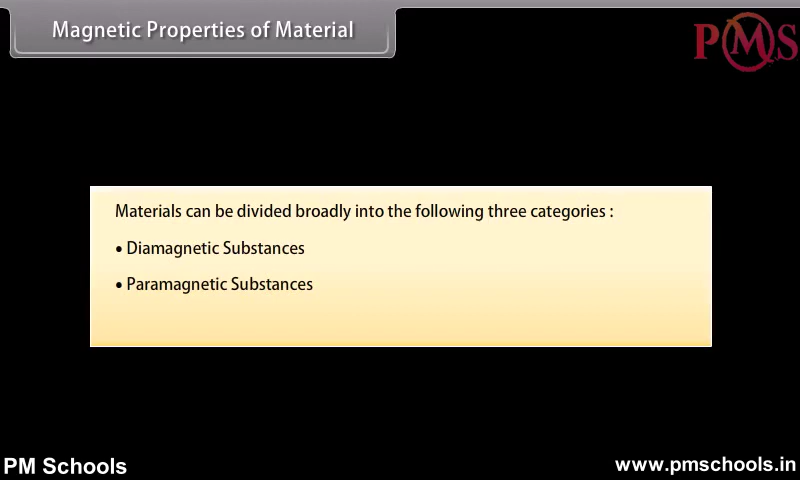 Magnetic Properties of Material
PMS
Materials can be divided broadly into the following three categories :
• Diamagnetic Substances
• Paramagnetic Substances
PM Schools
www.pmschools.in